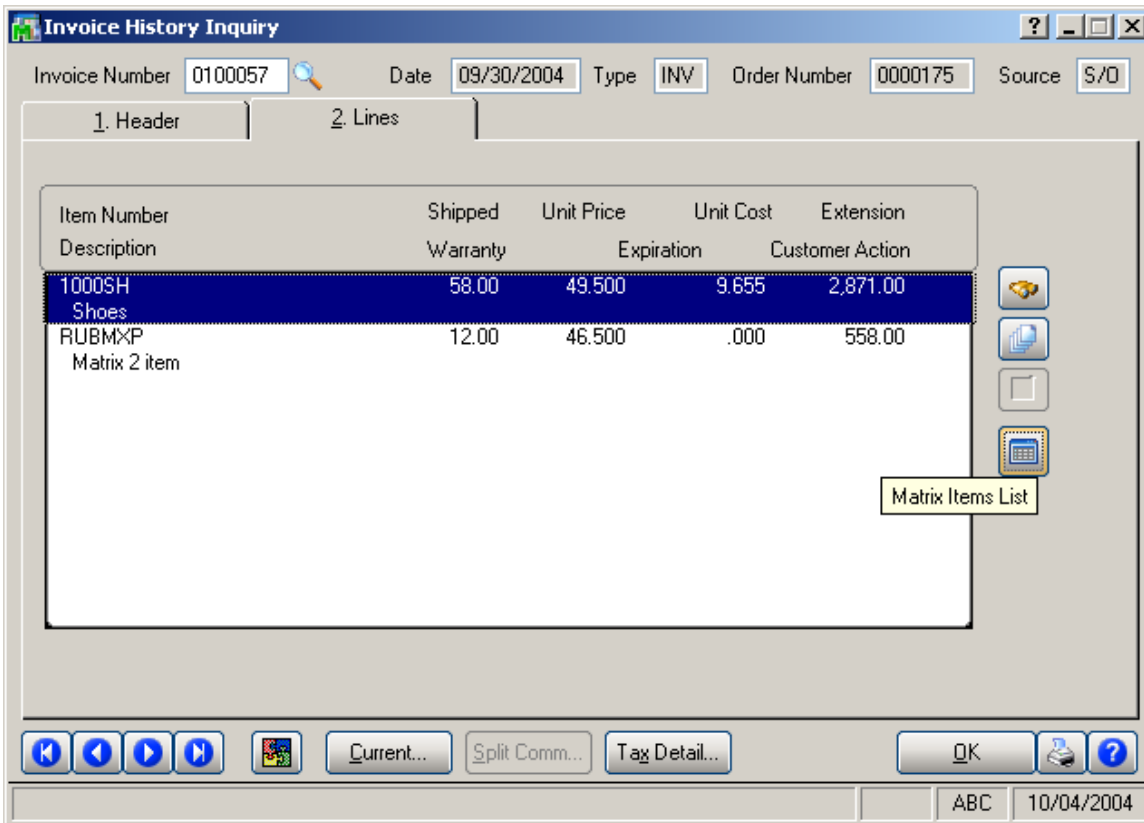 Invoice History Inquiry
Invoice Number 0100057 Date 09/30/2004 Type INV Order Number 0000175 Source S/O
1. Header 2. Lines
Item Number Shipped Unit Price Unit Cost Extension
Description Warranty Expiration Customer Action
1000SH 58.00 49.500 9.655 2,871.00
Shoes
RUBMXP 12.00 46.500 .000 558.00
Matrix 2 item
Matrix Items List
Current... Split Comm... Tax Detail... OK
ABC 10/04/2004